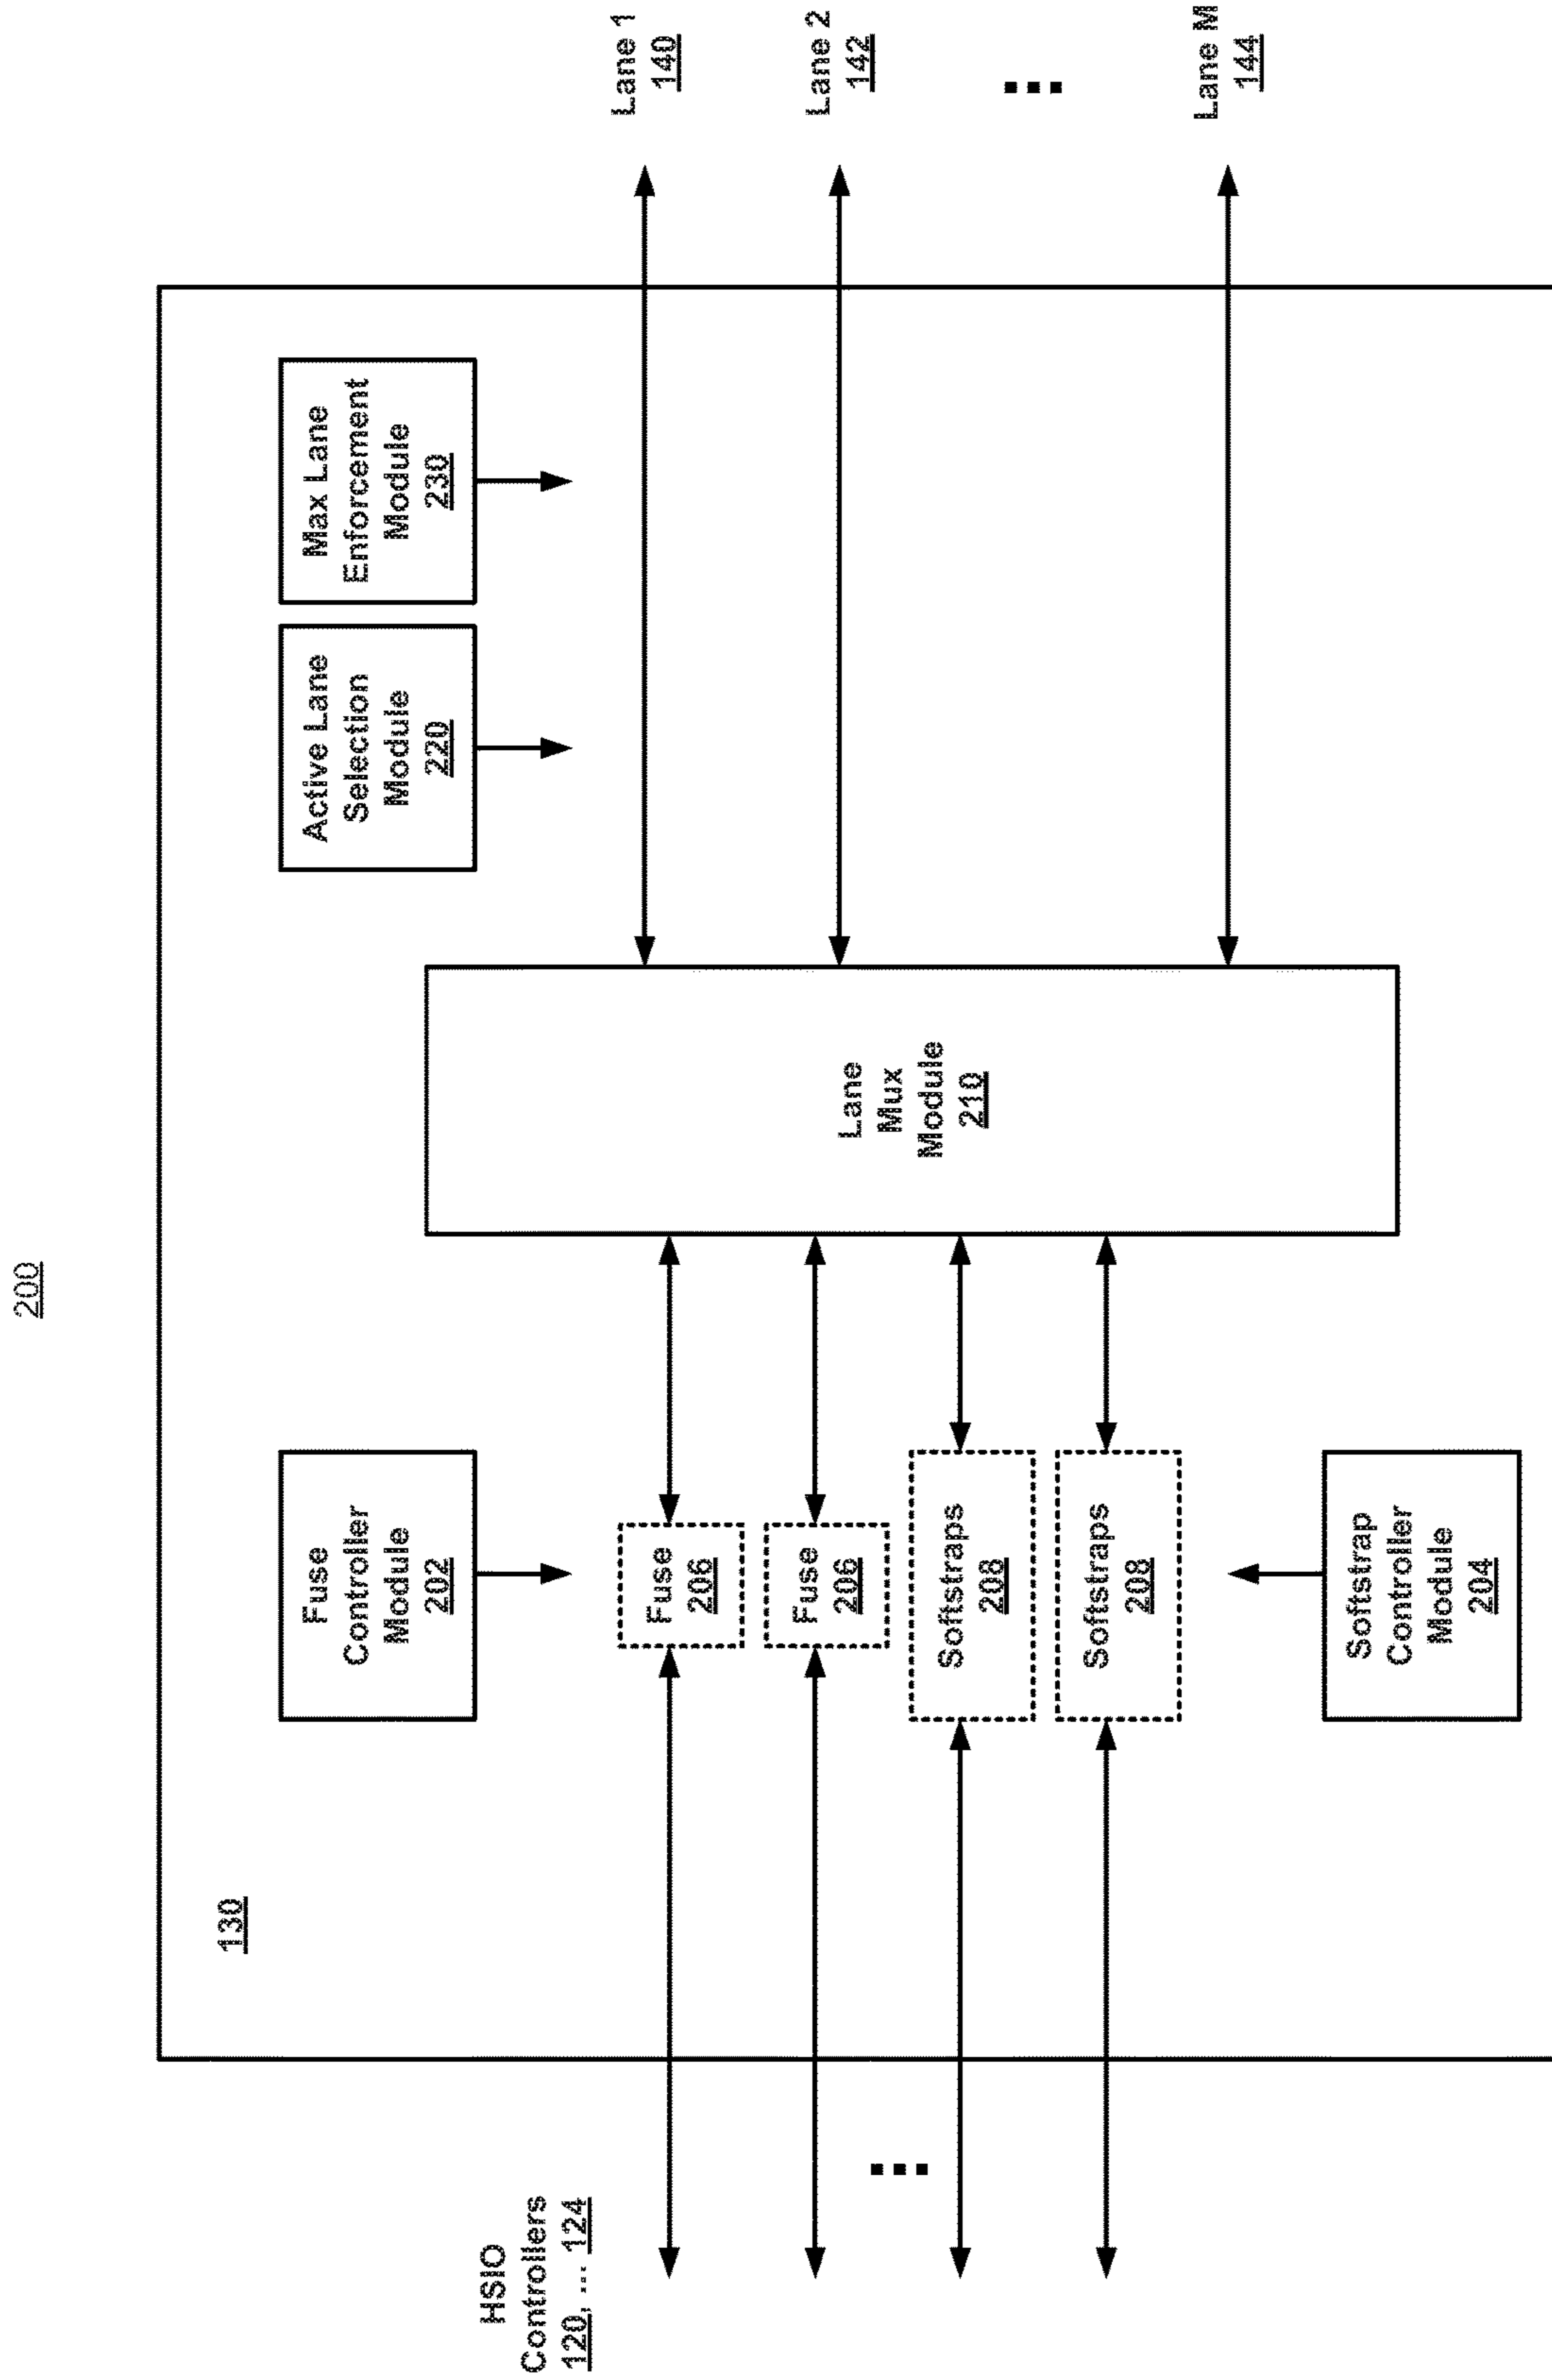 200
130
HSIO
Controllers
120, ... 124
Fuse
Controller
Module
202
Fuse
206
Fuse
206
Softstraps
208
Softstraps
208
Softstrap
Controller
Module
204
Lane
Mux
Module
210
Active Lane
Selection
Module
220
Max Lane
Enforcement
Module
230
Lane 1
140
Lane 2
142
...
Lane M
144
...